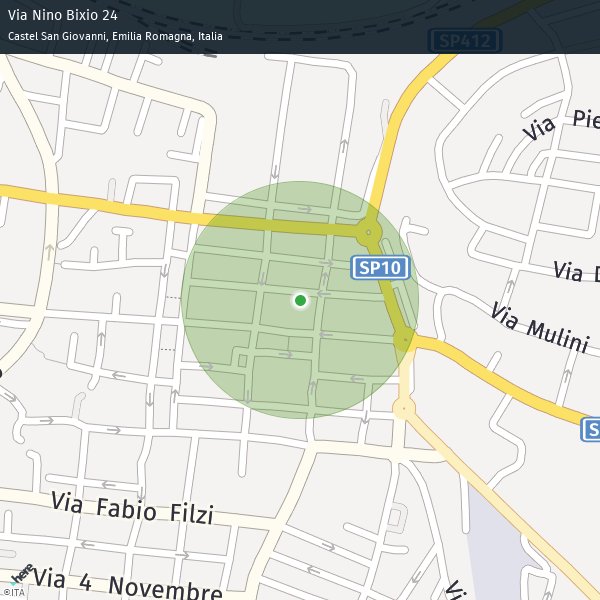 Via Nino Bixio 24
Castel San Giovanni, Emilia Romagna, Italia
SP412
Via Pie
SP10
Via D
Via Mulini
S
Via Fabio Filzi
Via 4 Novembre
Vi
here
©ITA